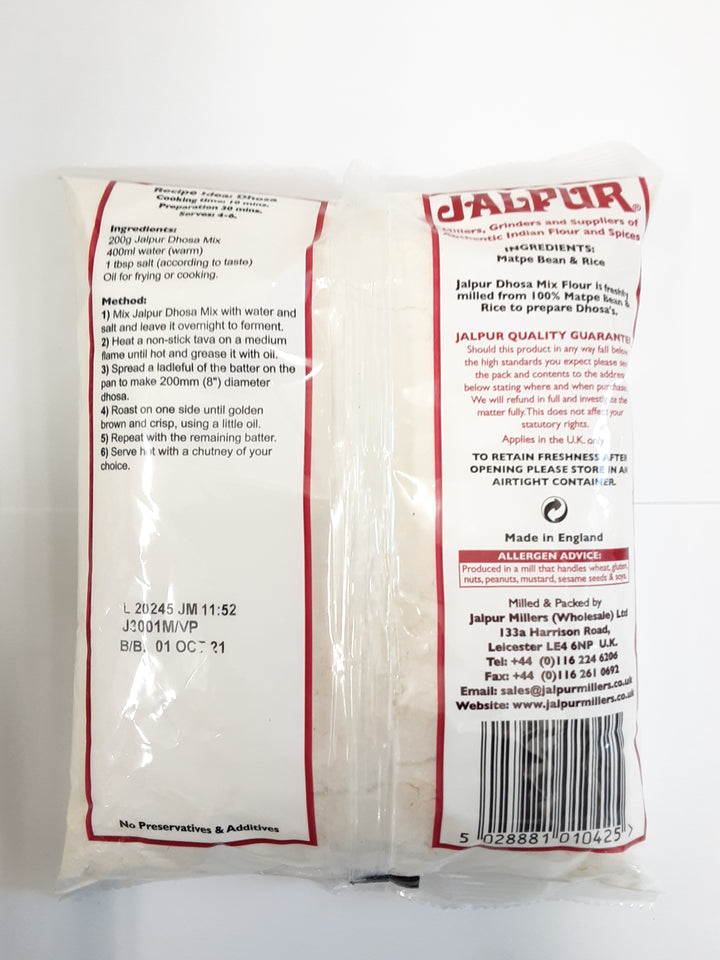 Recipe Idea: Dhosa
Cooking time: 10 mins,
Preparation 30 mins,
Serves: 4-6.
Ingredients:
200g Jalpur Dhosa Mix
400ml water (warm)
1 tbsp salt (according to taste)
Oil for frying or cooking.
Method:
1) Mix Jalpur Dhosa Mix with water and
salt and leave it overnight to ferment.
2) Heat a non-stick tava on a medium
flame until hot and grease it with oil.
3) Spread a ladleful of the batter on the
pan to make 200mm (8") diameter
dhosa.
4) Roast on one side until golden
brown and crisp, using a little oil.
5) Repeat with the remaining batter.
6) Serve hot with a chutney of your
choice.
L 20245 JM 11:52
J3001M/VP
B/B: 01 OCT 21
No Preservatives & Additives
JALPUR®
Millers, Grinders and Suppliers of
Authentic Indian Flour and Spices
INGREDIENTS:
Matpe Bean & Rice
Jalpur Dhosa Mix Flour is freshly
milled from 100% Matpe Bean &
Rice to prepare Dhosa's.
JALPUR QUALITY GUARANTEE
Should this product in any way fall below
the high standards you expect please send
the pack and contents to the address
below stating where and when purchased.
We will refund in full and investigate the
matter fully. This does not affect your
statutory rights.
Applies in the U.K. only
TO RETAIN FRESHNESS AFTER
OPENING PLEASE STORE IN AN
AIRTIGHT CONTAINER.
Made in England
ALLERGEN ADVICE:
Produced in a mill that handles wheat, gluten,
nuts, peanuts, mustard, sesame seeds & soya.
Milled & Packed by
Jalpur Millers (Wholesale) Ltd
133a Harrison Road,
Leicester LE4 6NP U.K.
Tel: +44 (0)116 224 6206
Fax: +44 (0)116 261 0692
Email: sales@jalpurmillers.co.uk
Website: www.jalpurmillers.co.uk
5 028881 010425 >